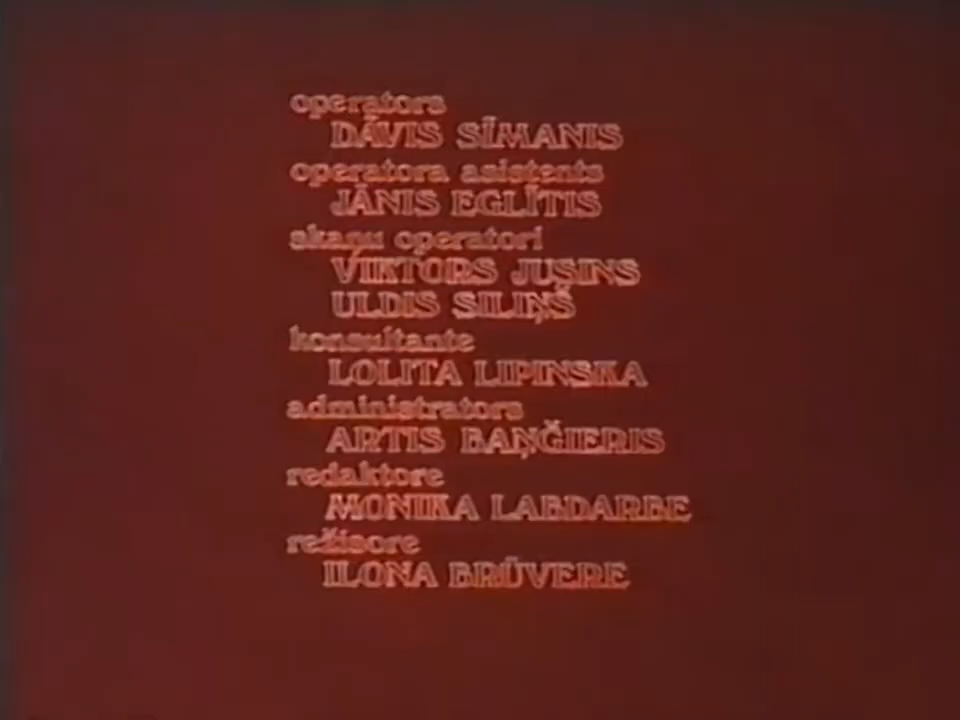 operators
DĀVIS SĪMANIS
operatora asistents
JĀNIS EGLĪTIS
skaņu operatori
VIKTORS JUŠINS
ULDIS SILIŅŠ
konsultante
LOLITA LIPINSKA
administrators
ARTIS BAŅČIERIS
redaktore
MONIKA LABDARBE
režisore
ILONA BRŪVERE